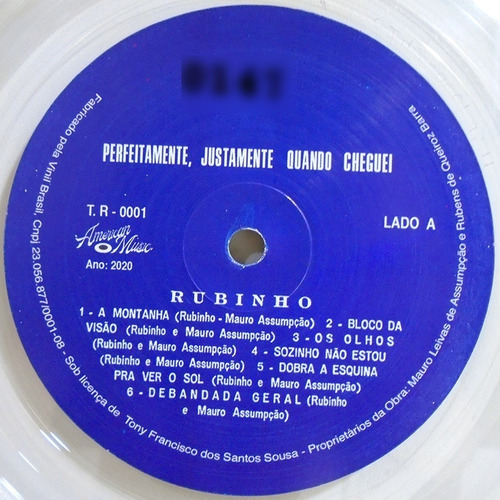 PERFEITAMENTE, JUSTAMENTE QUANDO CHEGUEI
T. R - 0001
LADO A
American Music
Ano: 2020
RUBINHO
1 - A MONTANHA (Rubinho - Mauro Assumpção) 2 - BLOCO DA
VISÃO (Rubinho e Mauro Assumpção) 3 - OS OLHOS
(Rubinho e Mauro Assumpção) 4 - SOZINHO NÃO ESTOU
(Rubinho e Mauro Assumpção) 5 - DOBRA A ESQUINA
PRA VER O SOL (Rubinho e Mauro Assumpção)
6 - DEBANDADA GERAL (Rubinho
e Mauro Assumpção)
Fabricado pela Vinil Brasil. Cnpj 23.056.877/0001-08 - Sob licença de Tony Francisco dos Santos Sousa - Proprietários da Obra: Mauro Leivas de Assumpção e Rubens de Queiroz Barra